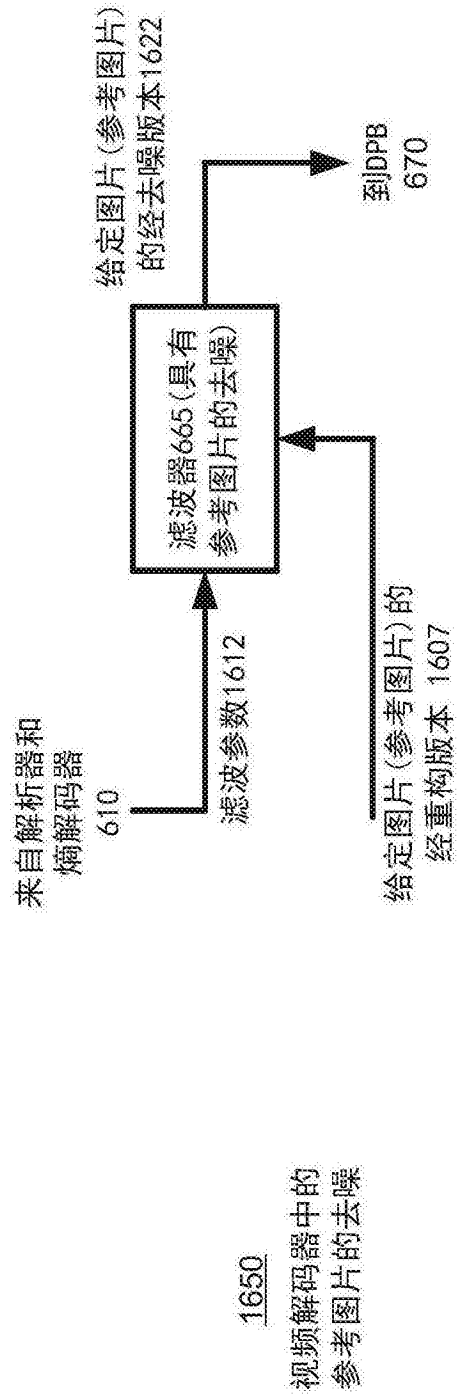 1650
视频解码器中的
参考图片的去噪
来自解析器和
熵解码器
610
滤波参数1612
给定图片(参考图片)的
经重构版本 1607
滤波器665(具有
参考图片的去噪)
给定图片(参考图片)
的经去噪版本1622
到DPB
670